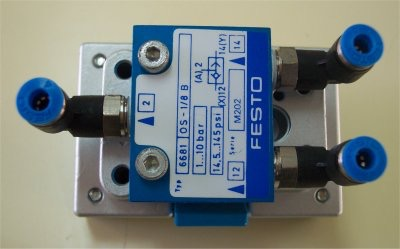 Typ 6681 OS-1/8 B
1...10 bar
14,5...145 psi
(A),2
14(Y)
(X)12
Serie M202
FESTO
2
14
12